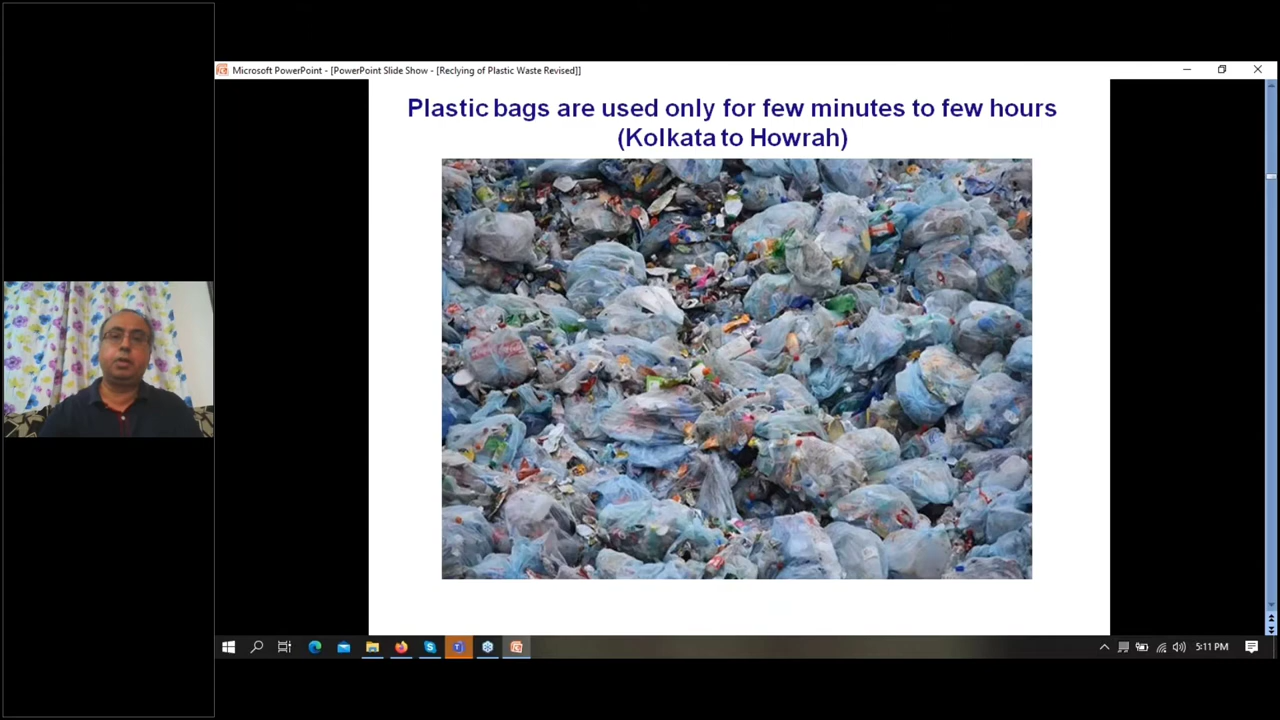 Microsoft PowerPoint - [PowerPoint Slide Show - [Reclying of Plastic Waste Revised]]
Plastic bags are used only for few minutes to few hours
(Kolkata to Howrah)
5:11 PM